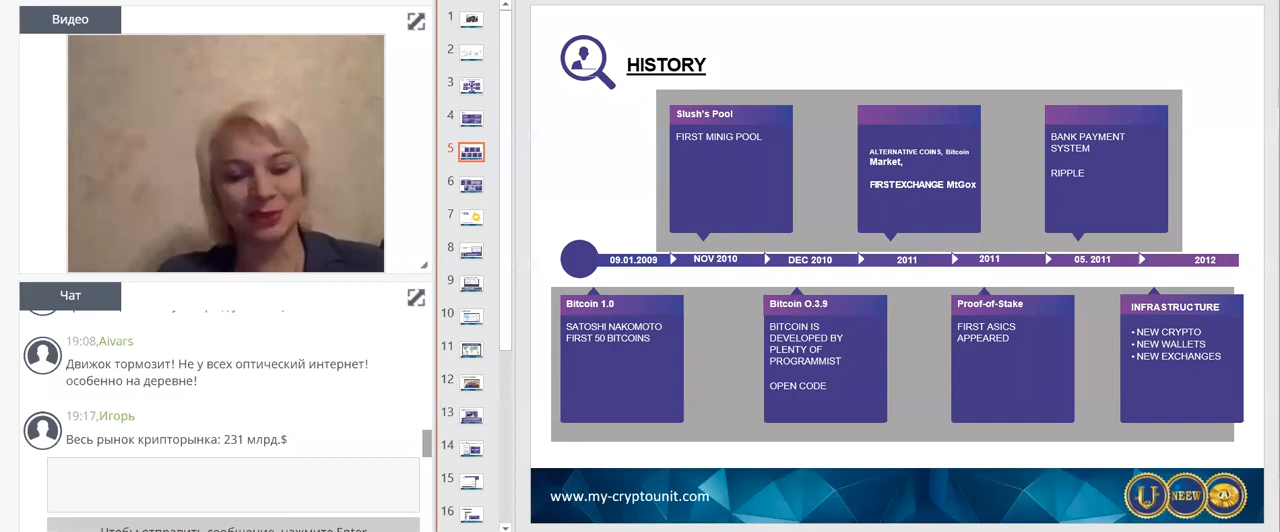 Видео
Чат
19:08,Aivars
Движок тормозит! Не у всех оптический интернет!
особенно на деревне!
19:17,Игорь
Весь рынок крипторынка: 231 млрд.$
Чтобы отправить сообщение, нажмите Enter
1
2
3
4
5
6
7
8
9
10
11
12
13
14
15
16
HISTORY
Slush's Pool
FIRST MINIG POOL
ALTERNATIVE COINS, Bitcoin
Market,
FIRSTEXCHANGE MtGox
BANK PAYMENT
SYSTEM
RIPPLE
09.01.2009
NOV 2010
DEC 2010
2011
2011
05. 2011
2012
Bitcoin 1.0
SATOSHI NAKOMOTO
FIRST 50 BITCOINS
Bitcoin O.3.9
BITCOIN IS
DEVELOPED BY
PLENTY OF
PROGRAMMIST
OPEN CODE
Proof-of-Stake
FIRST ASICS
APPEARED
INFRASTRUCTURE
• NEW CRYPTO
• NEW WALLETS
• NEW EXCHANGES
www.my-cryptounit.com
NEEW